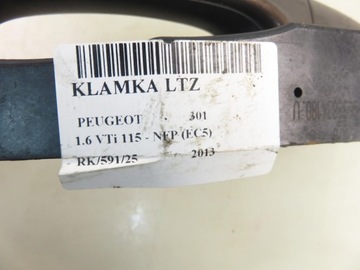 KLAMKA LTZ
PEUGEOT 301
1.6 VTi 115 - NFP (EC5)
RK/591/25 2013